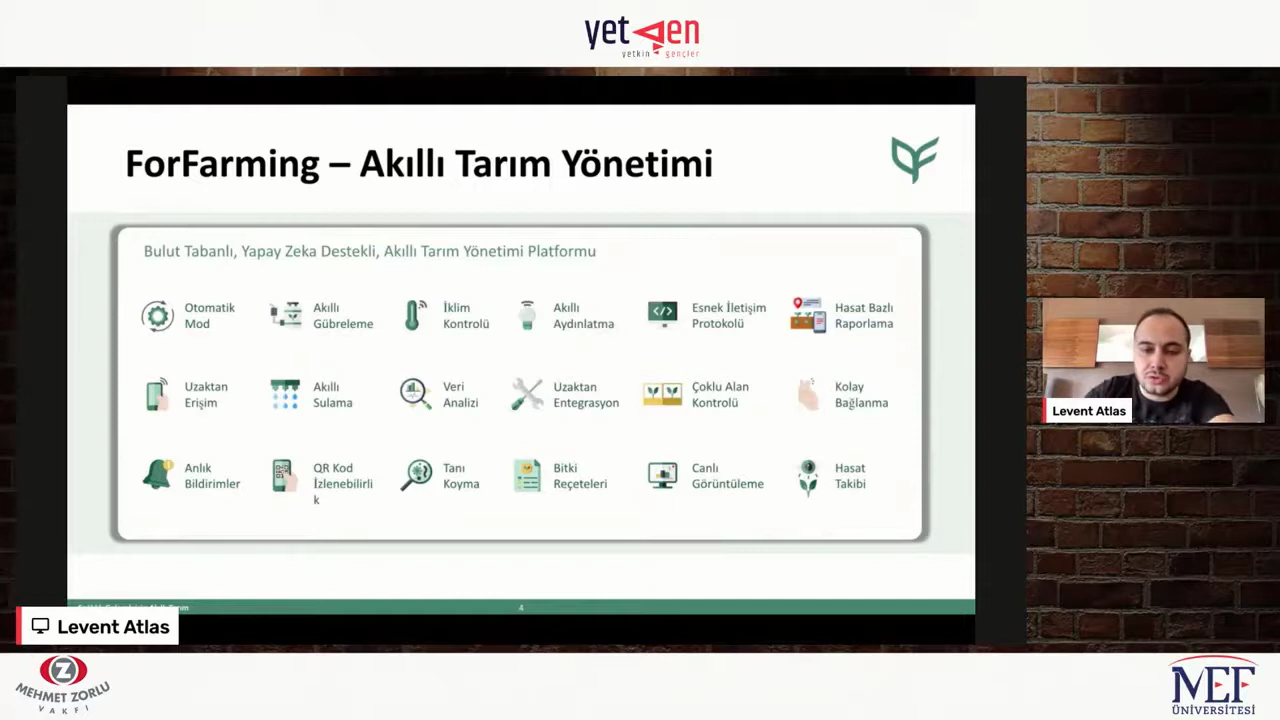 yetgen
yetkin gençler
ForFarming – Akıllı Tarım Yönetimi
Bulut Tabanlı, Yapay Zeka Destekli, Akıllı Tarım Yönetimi Platformu
Otomatik
Mod
Akıllı
Gübreleme
İklim
Kontrolü
Akıllı
Aydınlatma
Esnek İletişim
Protokolü
Hasat Bazlı
Raporlama
Uzaktan
Erişim
Akıllı
Sulama
Veri
Analizi
Uzaktan
Entegrasyon
Çoklu Alan
Kontrolü
Kolay
Bağlanma
Anlık
Bildirimler
QR Kod
İzlenebilirli
k
Tanı
Koyma
Bitki
Reçeteleri
Canlı
Görüntüleme
Hasat
Takibi
Levent Atlas
4
Levent Atlas
MEHMET ZORLU
VAKFI
MEF
ÜNİVERSİTESİ